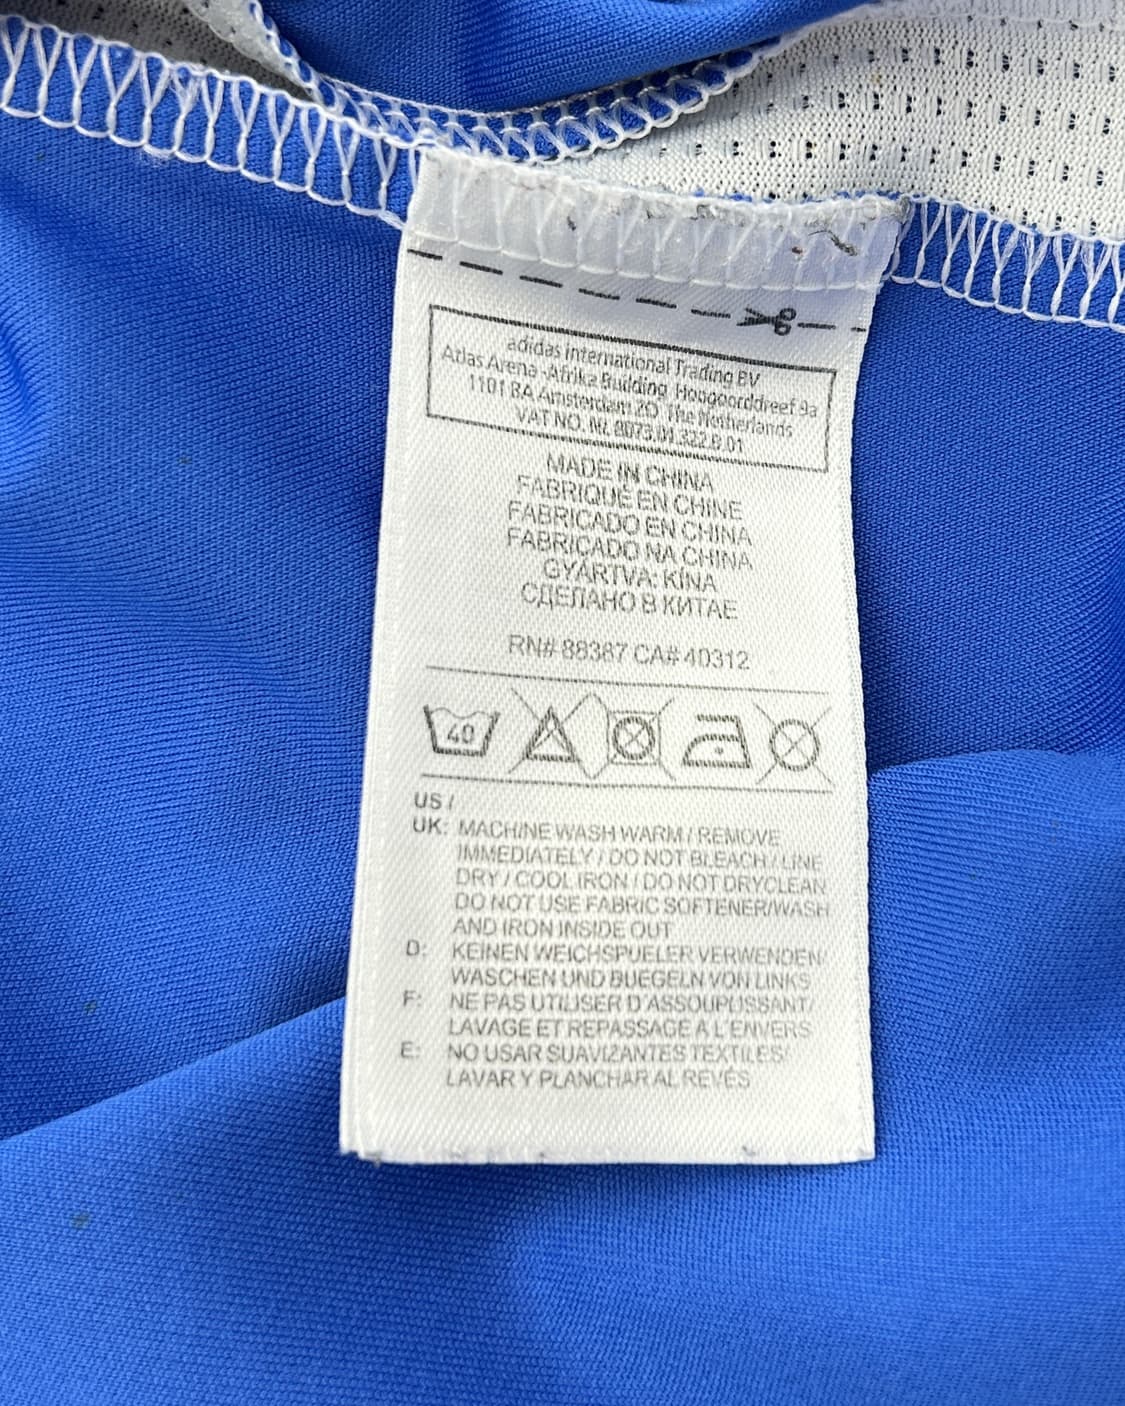 adidas International Trading BV
Atlas Arena -Afrika Building Hoogoorddreef 9a
1101 BA Amsterdam ZO The Netherlands
VAT NO. NL 8073.01.322.B.01
MADE IN CHINA
FABRIQUÉ EN CHINE
FABRICADO EN CHINA
FABRICADO NA CHINA
GYÁRTVA: KÍNA
СДЕЛАНО В КИТАЕ
RN# 88387 CA# 40312
40
US /
UK: MACHINE WASH WARM / REMOVE
IMMEDIATELY / DO NOT BLEACH / LINE
DRY / COOL IRON / DO NOT DRYCLEAN
DO NOT USE FABRIC SOFTENER/WASH
AND IRON INSIDE OUT
D: KEINEN WEICHSPUELER VERWENDEN/
WASCHEN UND BUEGELN VON LINKS
F: NE PAS UTILISER D'ASSOUPLISSANT/
LAVAGE ET REPASSAGE A L'ENVERS
E: NO USAR SUAVIZANTES TEXTILES/
LAVAR Y PLANCHAR AL REVÉS